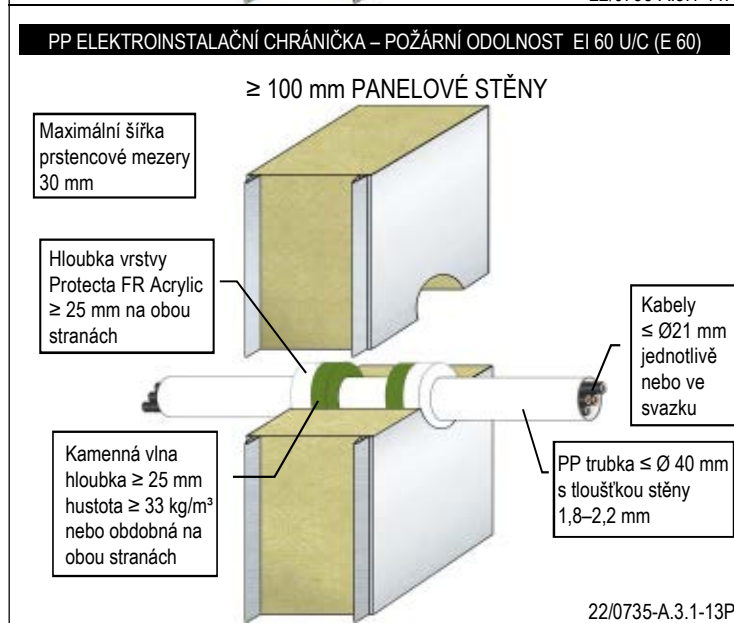 PP ELEKTROINSTALAČNÍ CHRÁNIČKA – POŽÁRNÍ ODOLNOST EI 60 U/C (E 60)
≥ 100 mm PANELOVÉ STĚNY
Maximální šířka
prstencové mezery
30 mm
Hloubka vrstvy
Protecta FR Acrylic
≥ 25 mm na obou
stranách
Kabely
≤ Ø21 mm
jednotlivě
nebo ve
svazku
Kamenná vlna
hloubka ≥ 25 mm
hustota ≥ 33 kg/m³
nebo obdobná na
obou stranách
PP trubka ≤ Ø 40 mm
s tloušťkou stěny
1,8–2,2 mm
22/0735-A.3.1-13P